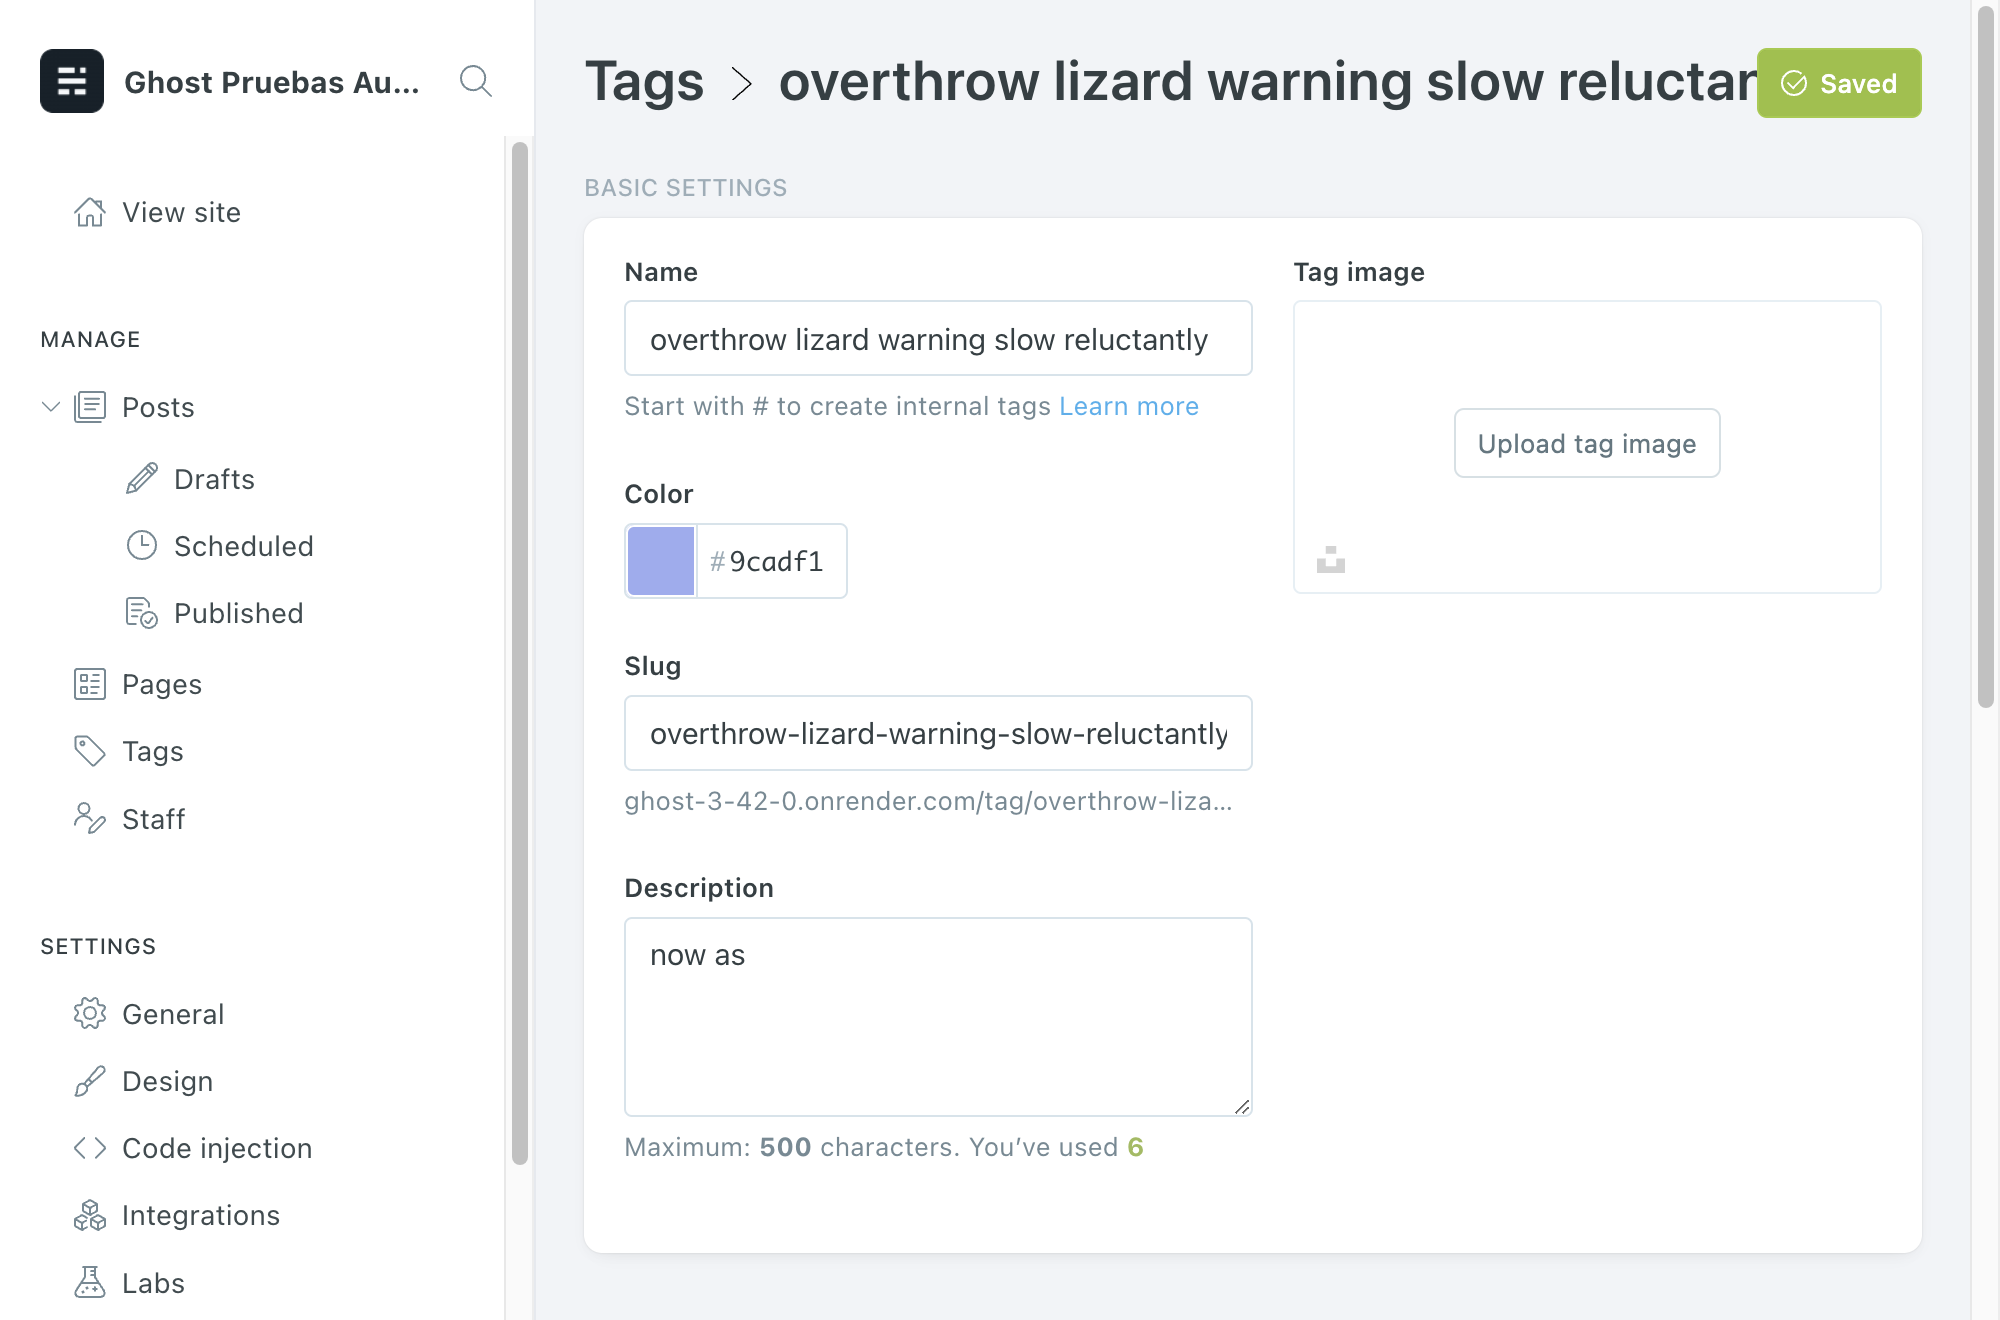 Ghost Pruebas Au...
View site
MANAGE
Posts
Drafts
Scheduled
Published
Pages
Tags
Staff
SETTINGS
General
Design
Code injection
Integrations
Labs
Tags > overthrow lizard warning slow reluctan
Saved
BASIC SETTINGS
Name
overthrow lizard warning slow reluctantly
Start with # to create internal tags Learn more
Color
#9cadf1
Slug
overthrow-lizard-warning-slow-reluctantly
ghost-3-42-0.onrender.com/tag/overthrow-liza...
Description
now as
Maximum: 500 characters. You’ve used 6
Tag image
Upload tag image